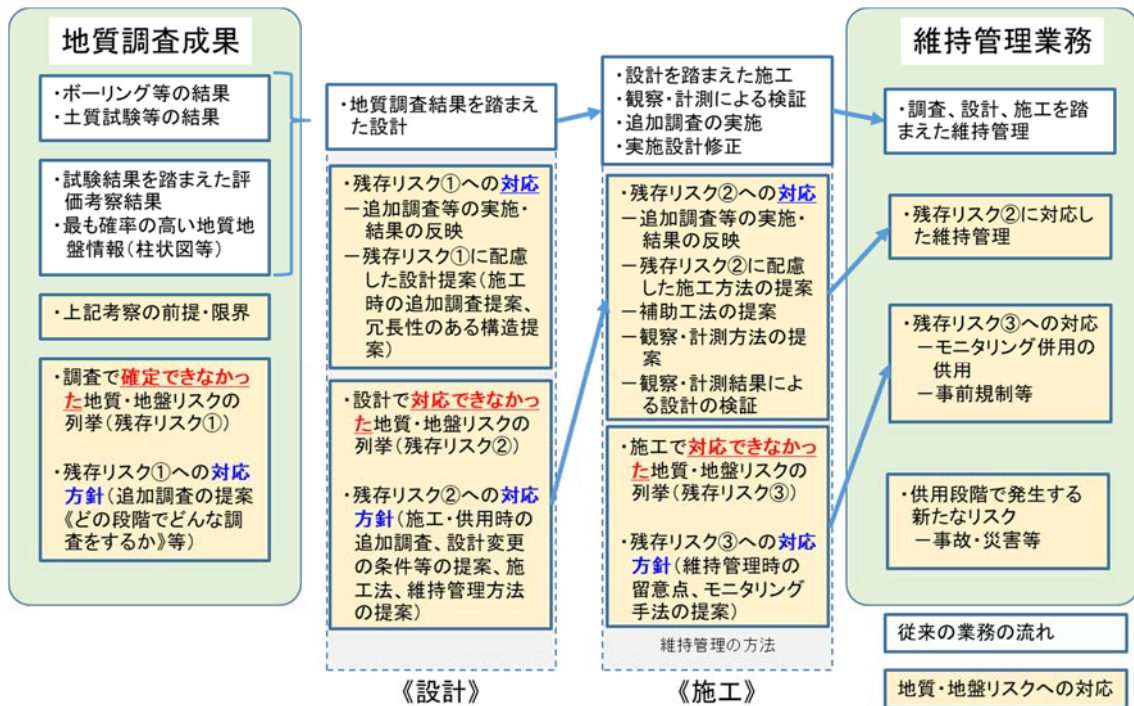 地質調査成果
・ボーリング等の結果
・土質試験等の結果
・試験結果を踏まえた評
価考察結果
・最も確率の高い地質地
盤情報(柱状図等)
・上記考察の前提・限界
・調査で確定できなかっ
た地質・地盤リスクの
列挙(残存リスク①)
・残存リスク①への対応
方針(追加調査の提案
《どの段階でどんな調
査をするか》等)
・地質調査結果を踏まえ
た設計
・残存リスク①への対応
―追加調査等の実施・
結果の反映
―残存リスク①に配慮
した設計提案(施工
時の追加調査提案、
冗長性のある構造提
案)
・設計で対応できなかっ
た地質・地盤リスクの
列挙(残存リスク②)
・残存リスク②への対応
方針(施工・供用時の
追加調査、設計変更
の条件等の提案、施
工法、維持管理方法
の提案)
《設計》
・設計を踏まえた施工
・観察・計測による検証
・追加調査の実施
・実施設計修正
・残存リスク②への対応
―追加調査等の実施・
結果の反映
―残存リスク②に配慮
した施工方法の提案
―補助工法の提案
―観察・計測方法の提
案
―観察・計測結果によ
る設計の検証
・施工で対応できなかっ
た地質・地盤リスクの
列挙(残存リスク③)
・残存リスク③への対応
方針(維持管理時の
留意点、モニタリング
手法の提案)
維持管理の方法
《施工》
維持管理業務
・調査、設計、施工を踏
まえた維持管理
・残存リスク②に対応し
た維持管理
・残存リスク③への対応
―モニタリング併用の
供用
―事前規制等
・供用段階で発生する
新たなリスク
―事故・災害等
従来の業務の流れ
地質・地盤リスクへの対応